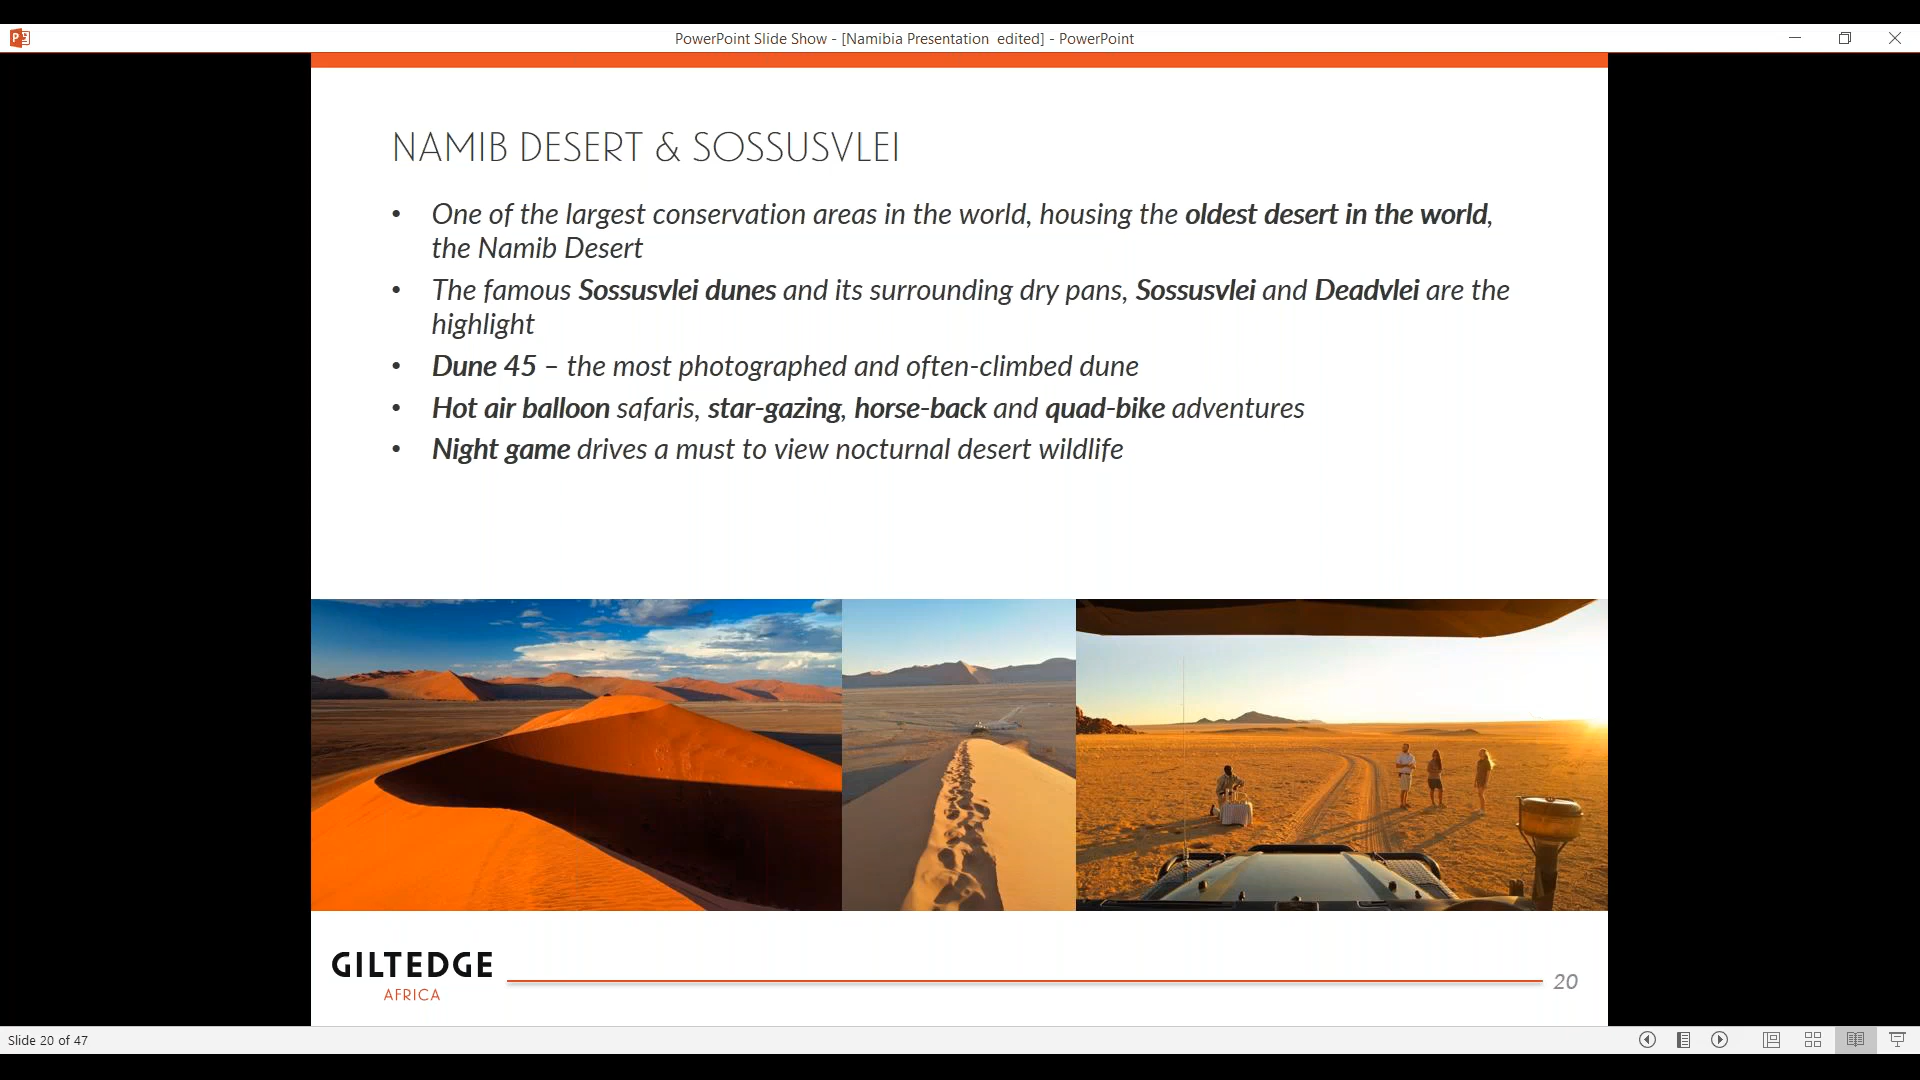 PowerPoint Slide Show - [Namibia Presentation  edited] - PowerPoint
NAMIB DESERT & SOSSUSVLEI
• One of the largest conservation areas in the world, housing the oldest desert in the world,
the Namib Desert
• The famous Sossusvlei dunes and its surrounding dry pans, Sossusvlei and Deadvlei are the
highlight
• Dune 45 – the most photographed and often-climbed dune
• Hot air balloon safaris, star-gazing, horse-back and quad-bike adventures
• Night game drives a must to view nocturnal desert wildlife
GILTEDGE
AFRICA
20
Slide 20 of 47